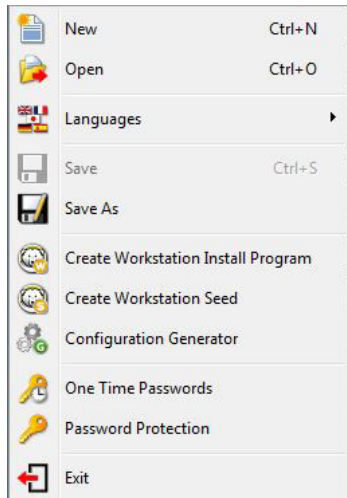 New Ctrl+N
Open Ctrl+O
Languages
Save Ctrl+S
Save As
Create Workstation Install Program
Create Workstation Seed
Configuration Generator
One Time Passwords
Password Protection
Exit